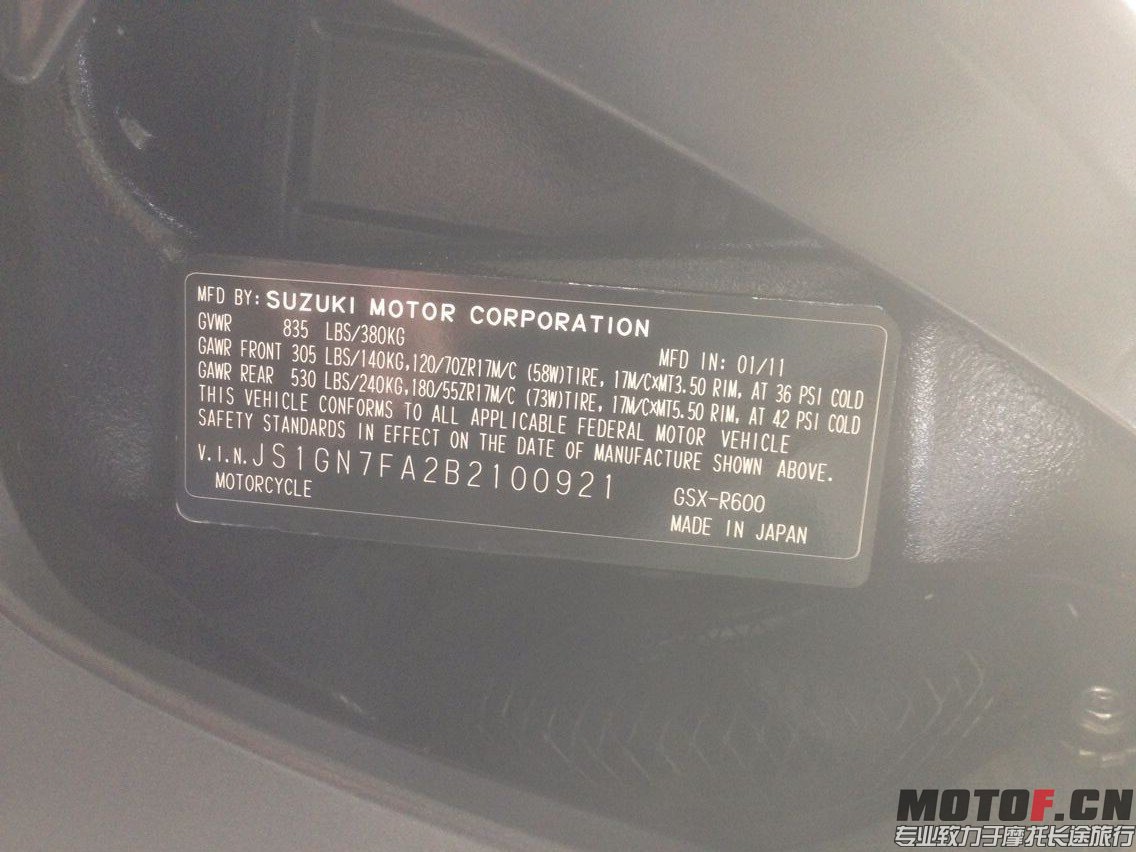 MFD BY: SUZUKI MOTOR CORPORATION
GVWR 835 LBS/380KG MFD IN: 01/11
GAWR FRONT 305 LBS/140KG,120/70ZR17M/C (58W)TIRE, 17M/C×MT3.50 RIM, AT 36 PSI COLD
GAWR REAR 530 LBS/240KG,180/55ZR17M/C (73W)TIRE, 17M/C×MT5.50 RIM, AT 42 PSI COLD
THIS VEHICLE CONFORMS TO ALL APPLICABLE FEDERAL MOTOR VEHICLE
SAFETY STANDARDS IN EFFECT ON THE DATE OF MANUFACTURE SHOWN ABOVE.
V.I.N. JS1GN7FA2B2100921 GSX-R600
MOTORCYCLE MADE IN JAPAN
MOTOF.CN
专业致力于摩托长途旅行